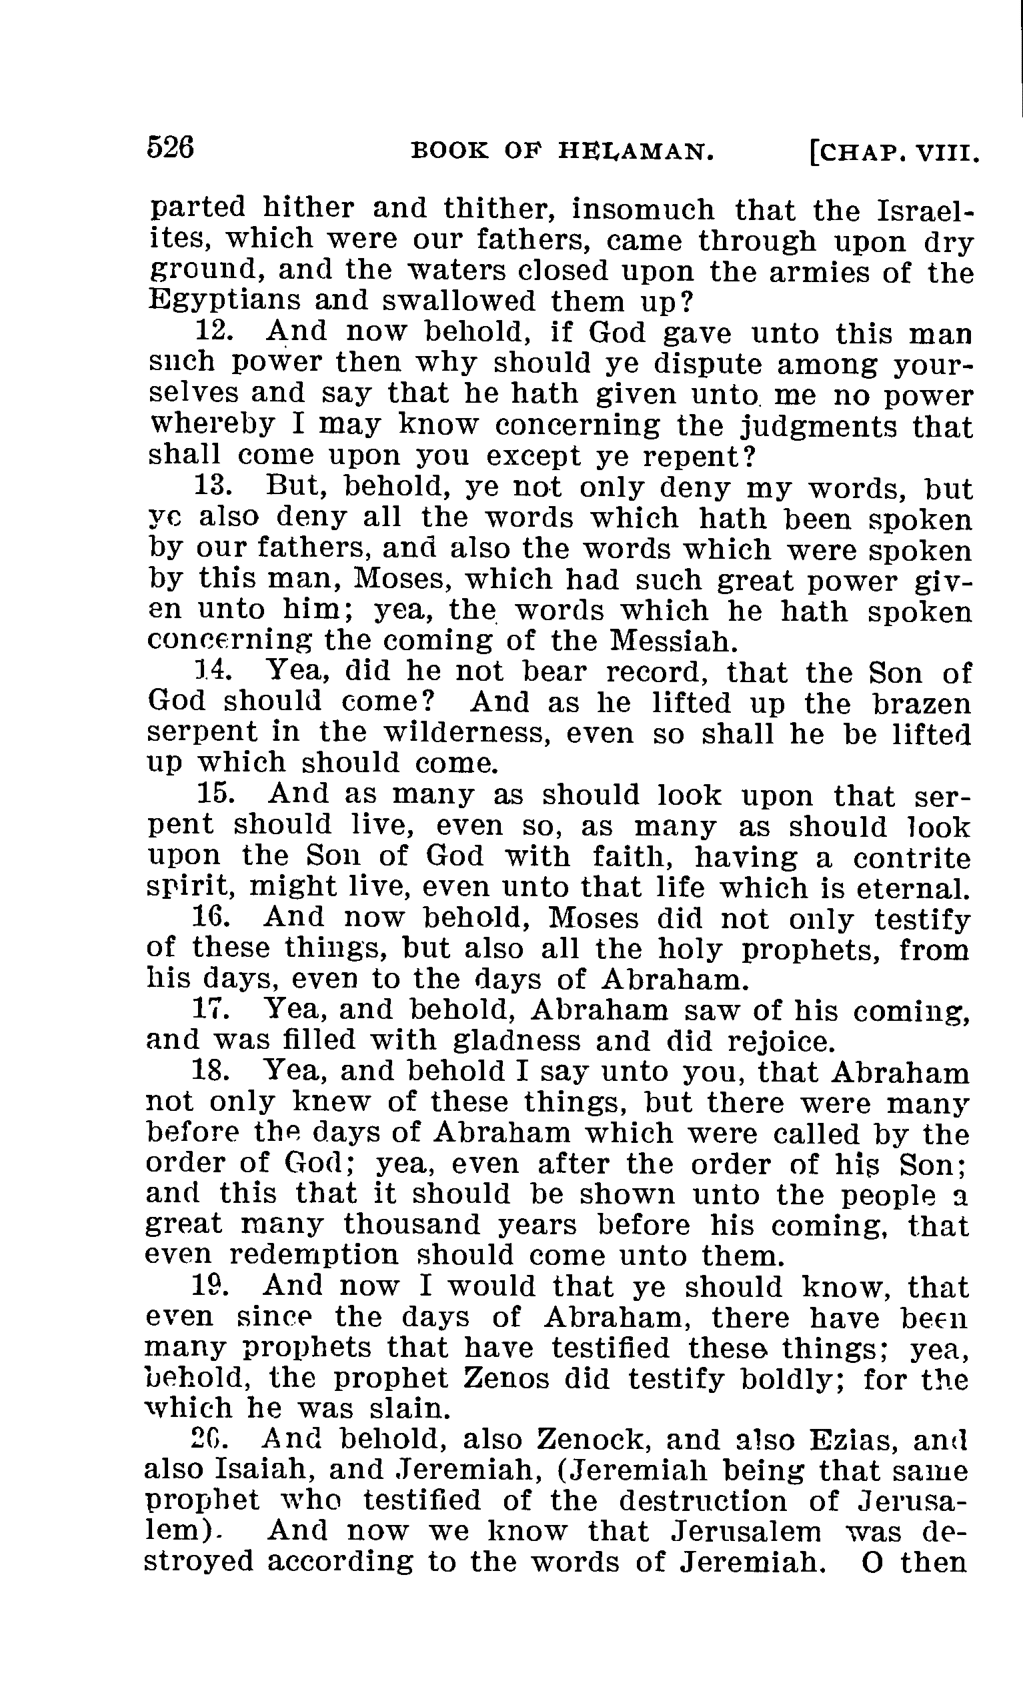 526 BOOK OF HELAMAN. [CHAP. VIII.
parted hither and thither, insomuch that the Israel-
ites, which were our fathers, came through upon dry
ground, and the waters closed upon the armies of the
Egyptians and swallowed them up?
12. And now behold, if God gave unto this man
such power then why should ye dispute among your-
selves and say that he hath given unto me no power
whereby I may know concerning the judgments that
shall come upon you except ye repent?
13. But, behold, ye not only deny my words, but
ye also deny all the words which hath been spoken
by our fathers, and also the words which were spoken
by this man, Moses, which had such great power giv-
en unto him; yea, the words which he hath spoken
concerning the coming of the Messiah.
14. Yea, did he not bear record, that the Son of
God should come? And as he lifted up the brazen
serpent in the wilderness, even so shall he be lifted
up which should come.
15. And as many as should look upon that ser-
pent should live, even so, as many as should look
upon the Son of God with faith, having a contrite
spirit, might live, even unto that life which is eternal.
16. And now behold, Moses did not only testify
of these things, but also all the holy prophets, from
his days, even to the days of Abraham.
17. Yea, and behold, Abraham saw of his coming,
and was filled with gladness and did rejoice.
18. Yea, and behold I say unto you, that Abraham
not only knew of these things, but there were many
before the days of Abraham which were called by the
order of God; yea, even after the order of his Son;
and this that it should be shown unto the people a
great many thousand years before his coming, that
even redemption should come unto them.
19. And now I would that ye should know, that
even since the days of Abraham, there have been
many prophets that have testified these things; yea,
behold, the prophet Zenos did testify boldly; for the
which he was slain.
20. And behold, also Zenock, and also Ezias, and
also Isaiah, and Jeremiah, (Jeremiah being that same
prophet who testified of the destruction of Jerusa-
lem). And now we know that Jerusalem was de-
stroyed according to the words of Jeremiah. O then